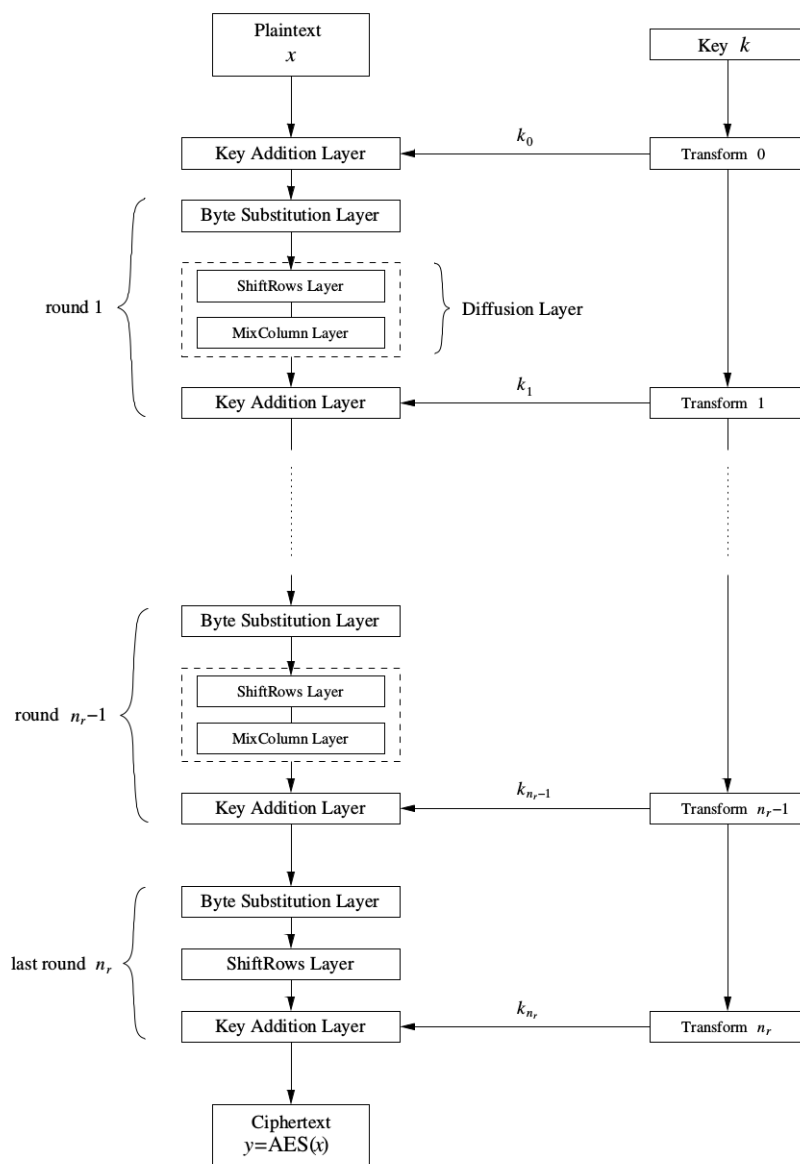 Plaintext
x
Key k
Key Addition Layer
k0
Transform 0
Byte Substitution Layer
ShiftRows Layer
round 1
Diffusion Layer
MixColumn Layer
Key Addition Layer
k1
Transform 1
Byte Substitution Layer
ShiftRows Layer
round nr−1
MixColumn Layer
Key Addition Layer
knr−1
Transform nr−1
Byte Substitution Layer
last round nr
ShiftRows Layer
Key Addition Layer
knr
Transform nr
Ciphertext
y=AES(x)